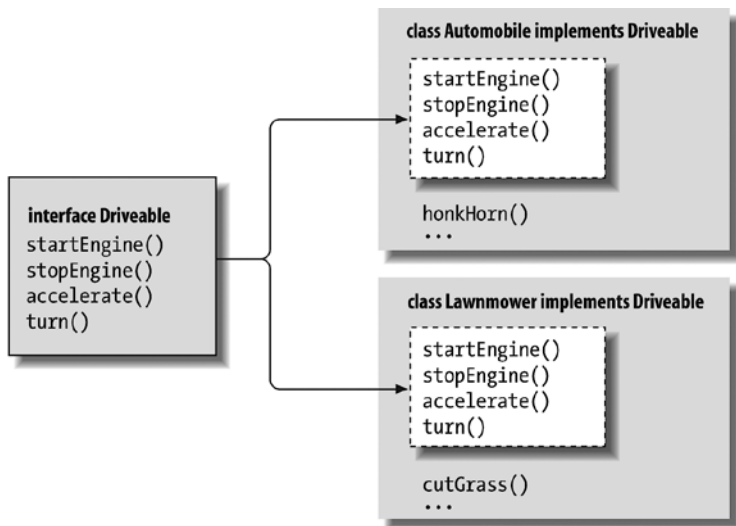 interface Driveable
startEngine()
stopEngine()
accelerate()
turn()
class Automobile implements Driveable
startEngine()
stopEngine()
accelerate()
turn()
honkHorn()
...
class Lawnmower implements Driveable
startEngine()
stopEngine()
accelerate()
turn()
cutGrass()
...